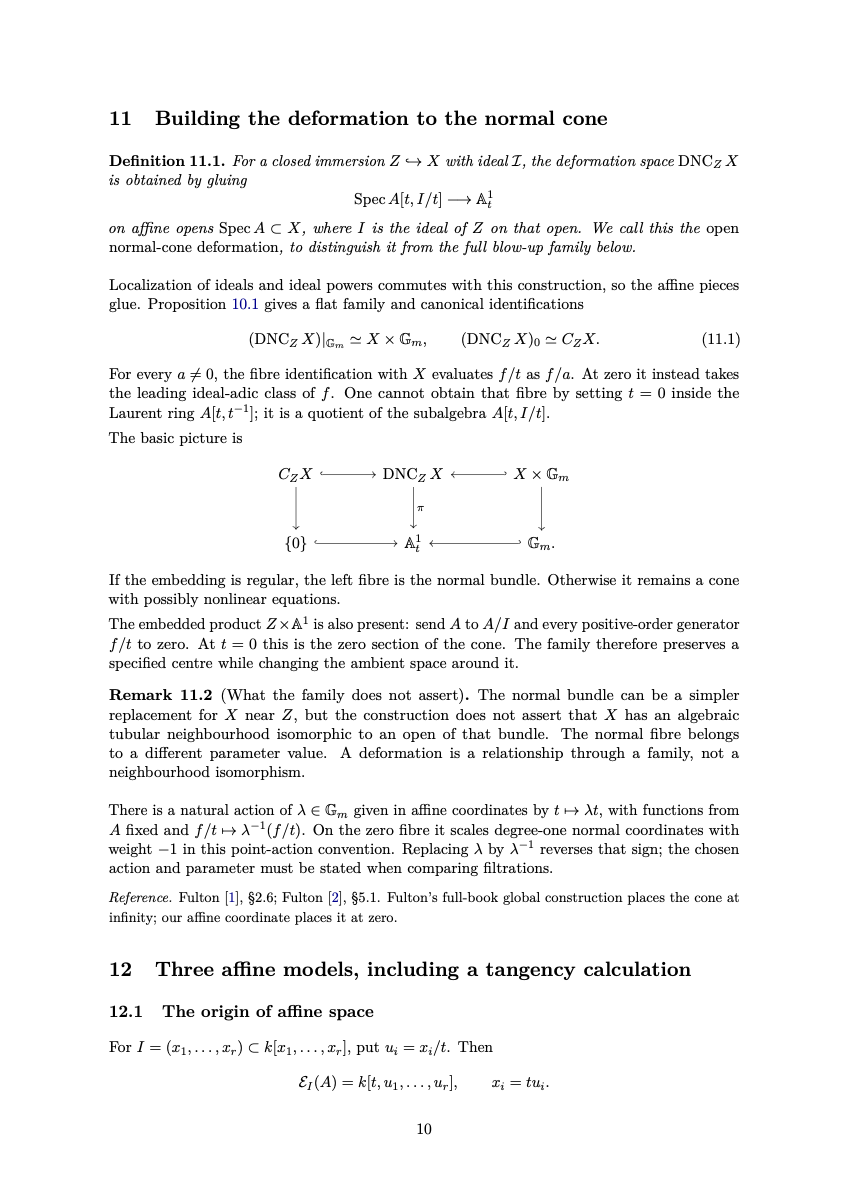 11 Building the deformation to the normal cone
Definition 11.1. For a closed immersion Z ↪ X with ideal ℐ, the deformation space DNC_Z X
is obtained by gluing
Spec A[t, I/t] ⟶ 𝔸¹_t
on affine opens Spec A ⊂ X, where I is the ideal of Z on that open. We call this the open
normal-cone deformation, to distinguish it from the full blow-up family below.
Localization of ideals and ideal powers commutes with this construction, so the affine pieces
glue. Proposition 10.1 gives a flat family and canonical identifications
(DNC_Z X)|_{𝔾_m} ≃ X × 𝔾_m, (DNC_Z X)_0 ≃ C_Z X. (11.1)
For every a ≠ 0, the fibre identification with X evaluates f/t as f/a. At zero it instead takes
the leading ideal-adic class of f. One cannot obtain that fibre by setting t = 0 inside the
Laurent ring A[t, t⁻¹]; it is a quotient of the subalgebra A[t, I/t].
The basic picture is
C_Z X ↪ DNC_Z X ↩ X × 𝔾_m
π
{0} ↪ 𝔸¹_t ↩ 𝔾_m.
If the embedding is regular, the left fibre is the normal bundle. Otherwise it remains a cone
with possibly nonlinear equations.
The embedded product Z × 𝔸¹ is also present: send A to A/I and every positive-order generator
f/t to zero. At t = 0 this is the zero section of the cone. The family therefore preserves a
specified centre while changing the ambient space around it.
Remark 11.2 (What the family does not assert). The normal bundle can be a simpler
replacement for X near Z, but the construction does not assert that X has an algebraic
tubular neighbourhood isomorphic to an open of that bundle. The normal fibre belongs
to a different parameter value. A deformation is a relationship through a family, not a
neighbourhood isomorphism.
There is a natural action of λ ∈ 𝔾_m given in affine coordinates by t ↦ λt, with functions from
A fixed and f/t ↦ λ⁻¹(f/t). On the zero fibre it scales degree-one normal coordinates with
weight −1 in this point-action convention. Replacing λ by λ⁻¹ reverses that sign; the chosen
action and parameter must be stated when comparing filtrations.
Reference. Fulton [1], §2.6; Fulton [2], §5.1. Fulton's full-book global construction places the cone at
infinity; our affine coordinate places it at zero.
12 Three affine models, including a tangency calculation
12.1 The origin of affine space
For I = (x₁, . . . , x_r) ⊂ k[x₁, . . . , x_r], put u_i = x_i/t. Then
ℰ_I(A) = k[t, u₁, . . . , u_r], x_i = tu_i.
10